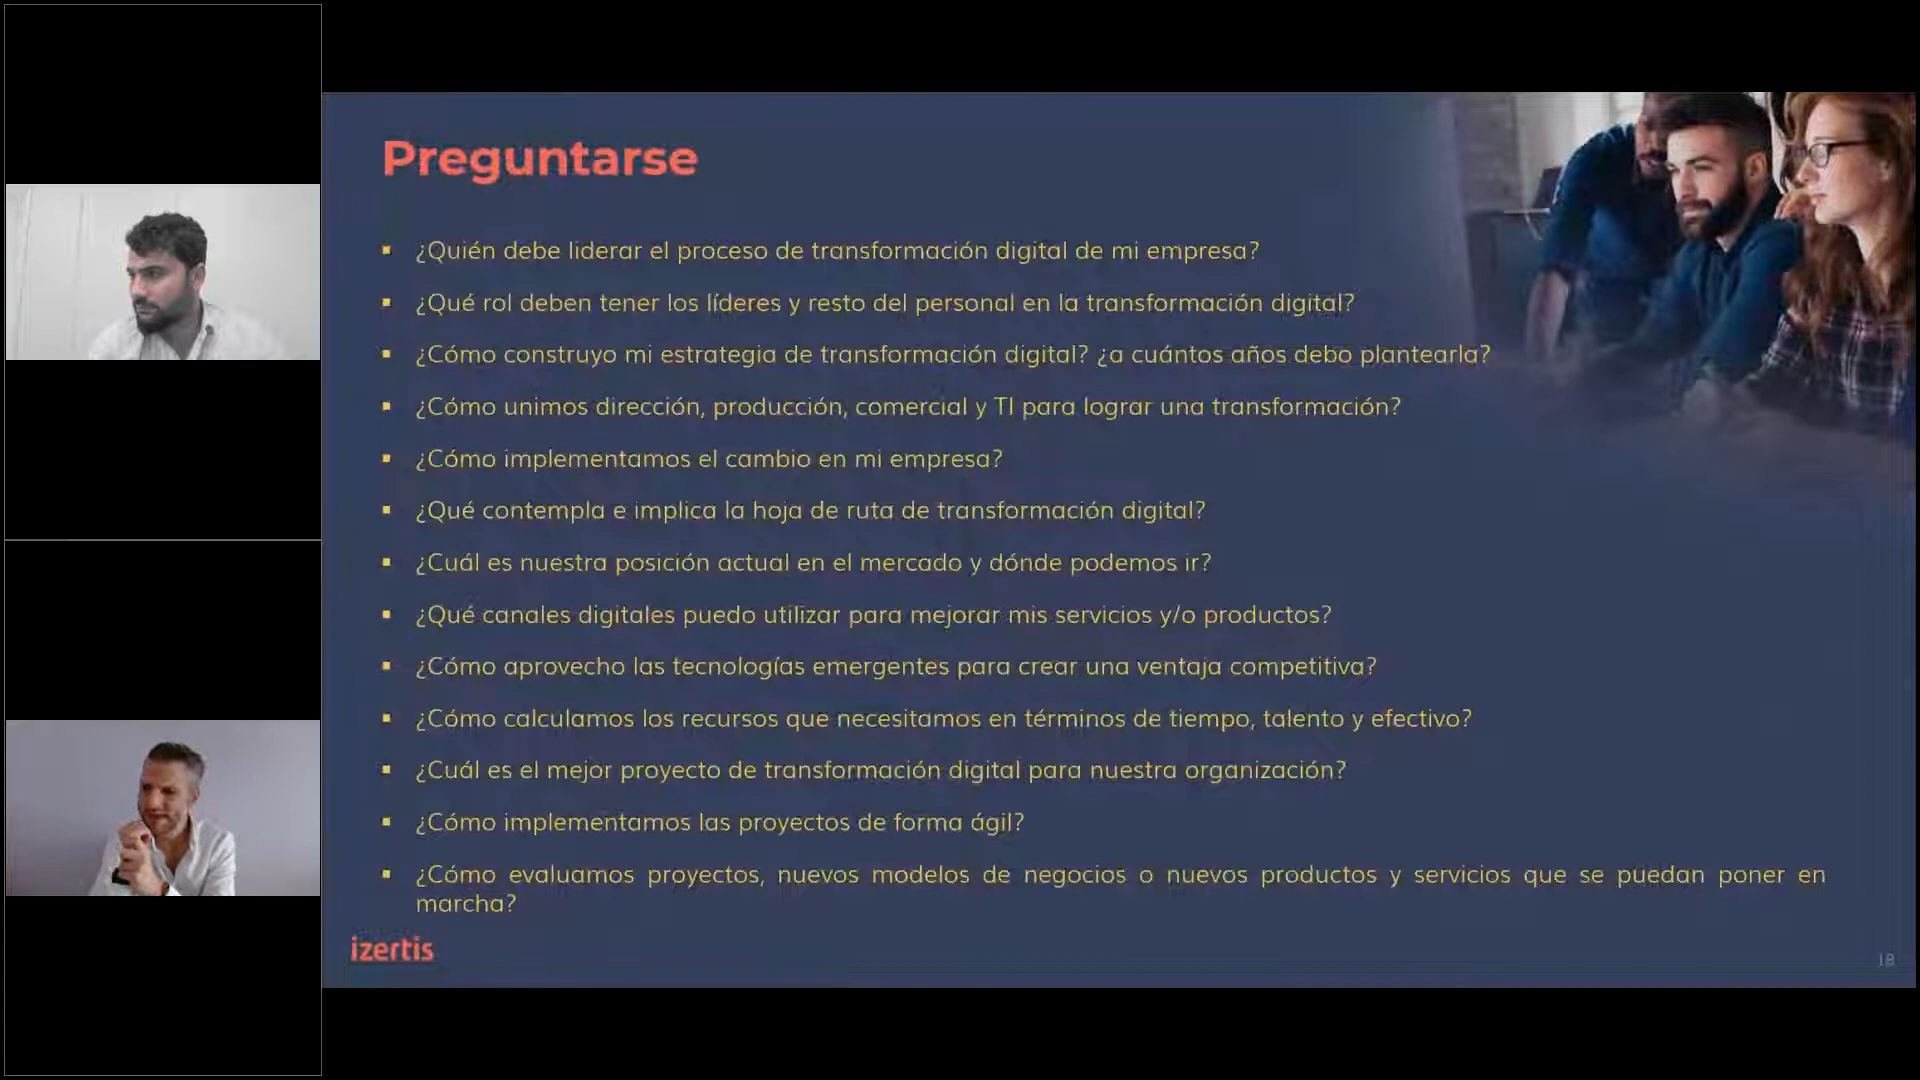 Preguntarse
▪ ¿Quién debe liderar el proceso de transformación digital de mi empresa?
▪ ¿Qué rol deben tener los líderes y resto del personal en la transformación digital?
▪ ¿Cómo construyo mi estrategia de transformación digital? ¿a cuántos años debo plantearla?
▪ ¿Cómo unimos dirección, producción, comercial y TI para lograr una transformación?
▪ ¿Cómo implementamos el cambio en mi empresa?
▪ ¿Qué contempla e implica la hoja de ruta de transformación digital?
▪ ¿Cuál es nuestra posición actual en el mercado y dónde podemos ir?
▪ ¿Qué canales digitales puedo utilizar para mejorar mis servicios y/o productos?
▪ ¿Cómo aprovecho las tecnologías emergentes para crear una ventaja competitiva?
▪ ¿Cómo calculamos los recursos que necesitamos en términos de tiempo, talento y efectivo?
▪ ¿Cuál es el mejor proyecto de transformación digital para nuestra organización?
▪ ¿Cómo implementamos las proyectos de forma ágil?
▪ ¿Cómo evaluamos proyectos, nuevos modelos de negocios o nuevos productos y servicios que se puedan poner en
marcha?
izertis
18